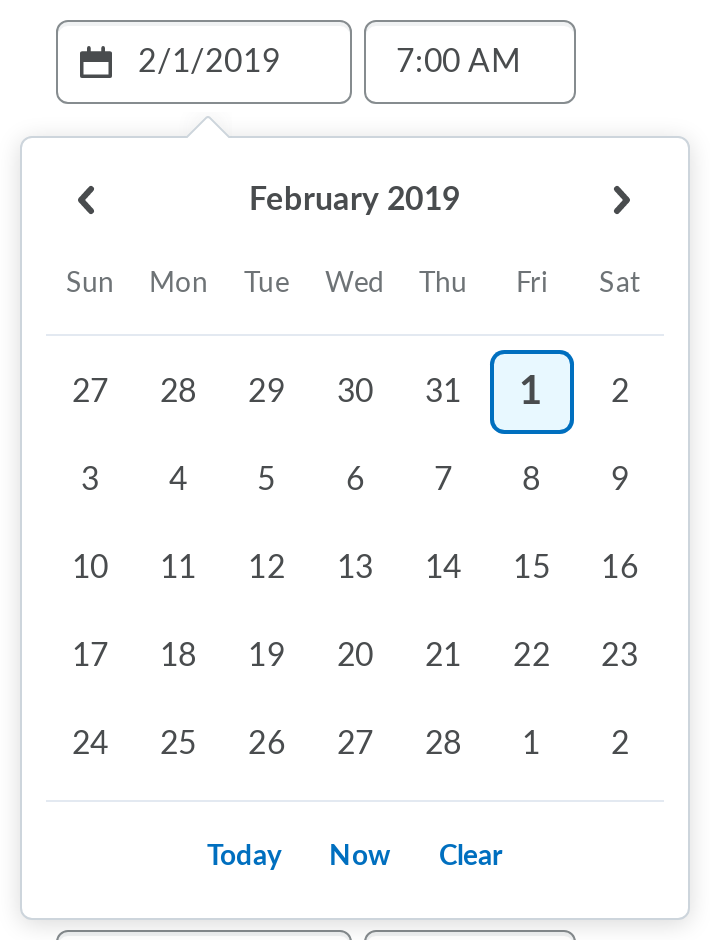 2/1/2019 7:00 AM
February 2019
Sun Mon Tue Wed Thu Fri Sat
27 28 29 30 31 1 2
3 4 5 6 7 8 9
10 11 12 13 14 15 16
17 18 19 20 21 22 23
24 25 26 27 28 1 2
Today Now Clear